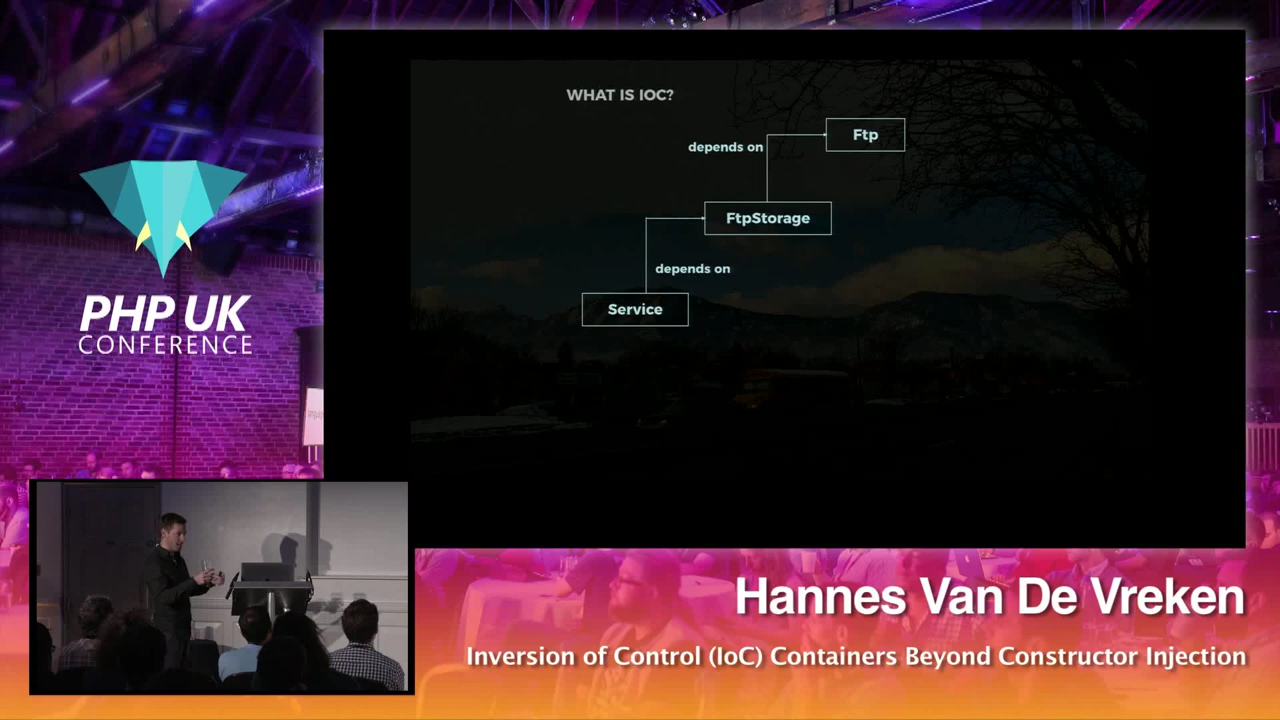 WHAT IS IOC?
Ftp
depends on
FtpStorage
depends on
Service
PHP UK
CONFERENCE
Hannes Van De Vreken
Inversion of Control (IoC) Containers Beyond Constructor Injection